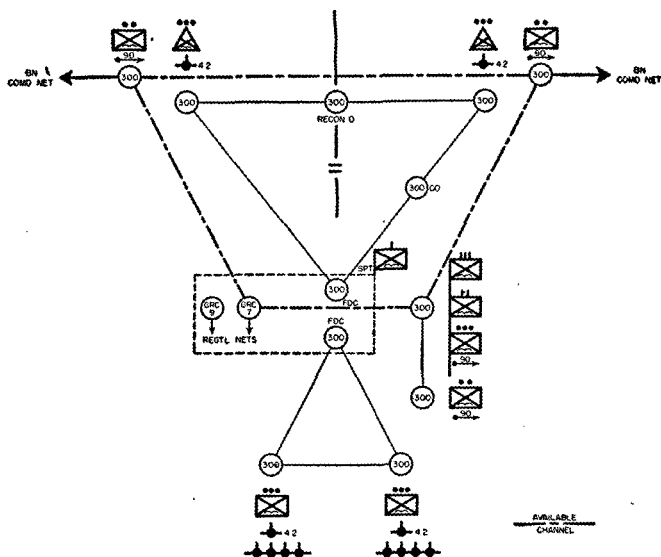 90
42
42
90
BN
COMD NET
300
300
BN
COMD NET
300
300
300
RECON O
300
CO
SPT
300
FDC
GRC
9
GRC
7
300
FDC
300
REGTL NETS
90
300
90
300
300
42
42
AVAILABLE
CHANNEL